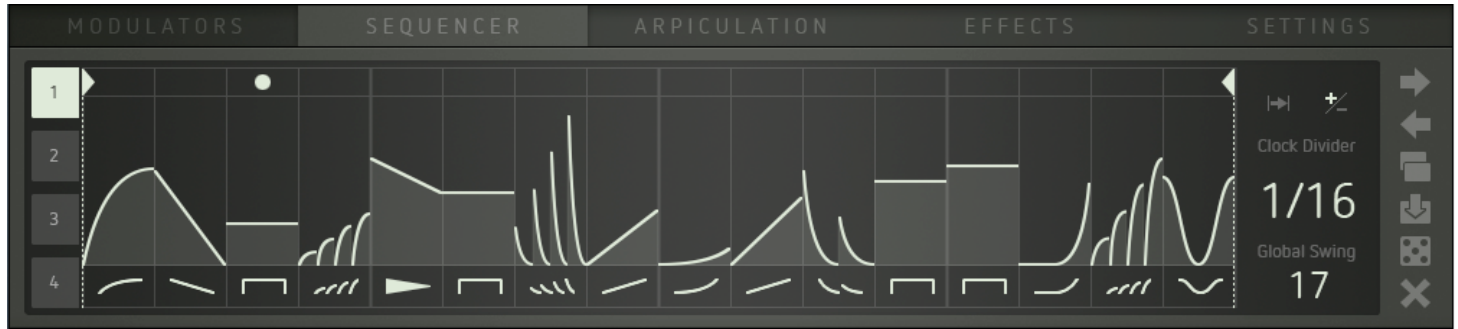 MODULATORS SEQUENCER ARPICULATION EFFECTS SETTINGS
1
2
3
4
Clock Divider
1/16
Global Swing
17